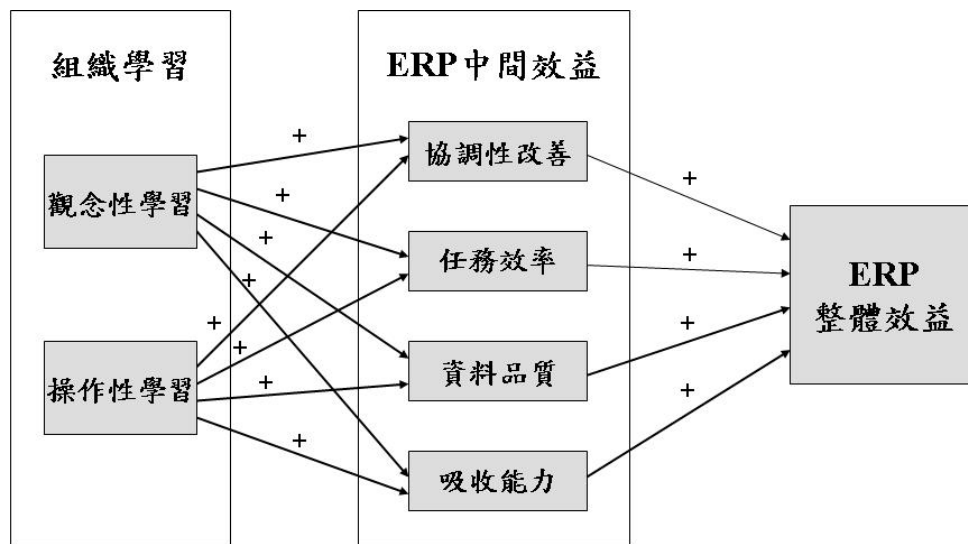 組織學習
ERP中間效益
+
協調性改善
+
觀念性學習
+
+
任務效率
+
+
ERP
整體效益
+
+
+
+
操作性學習
+
資料品質
+
+
吸收能力